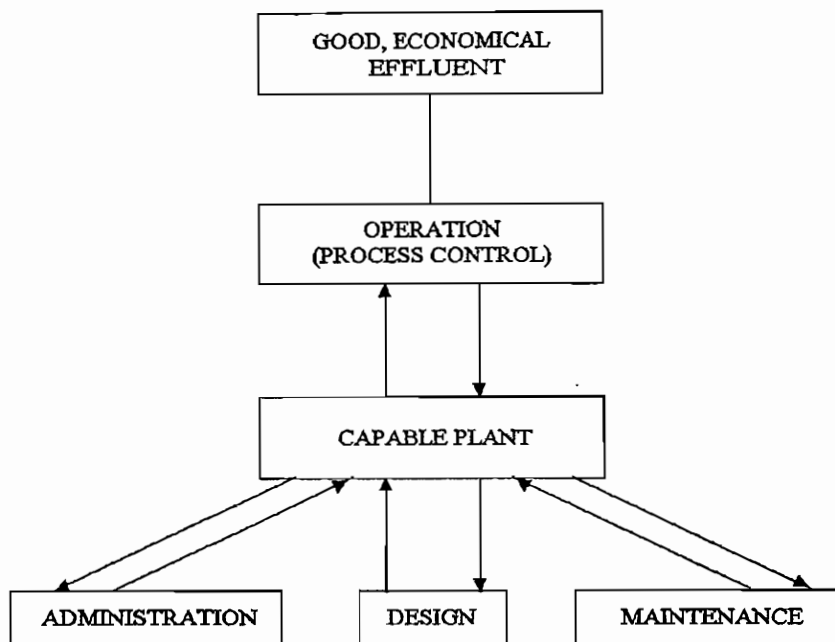 GOOD, ECONOMICAL
EFFLUENT
OPERATION
(PROCESS CONTROL)
CAPABLE PLANT
ADMINISTRATION
DESIGN
MAINTENANCE